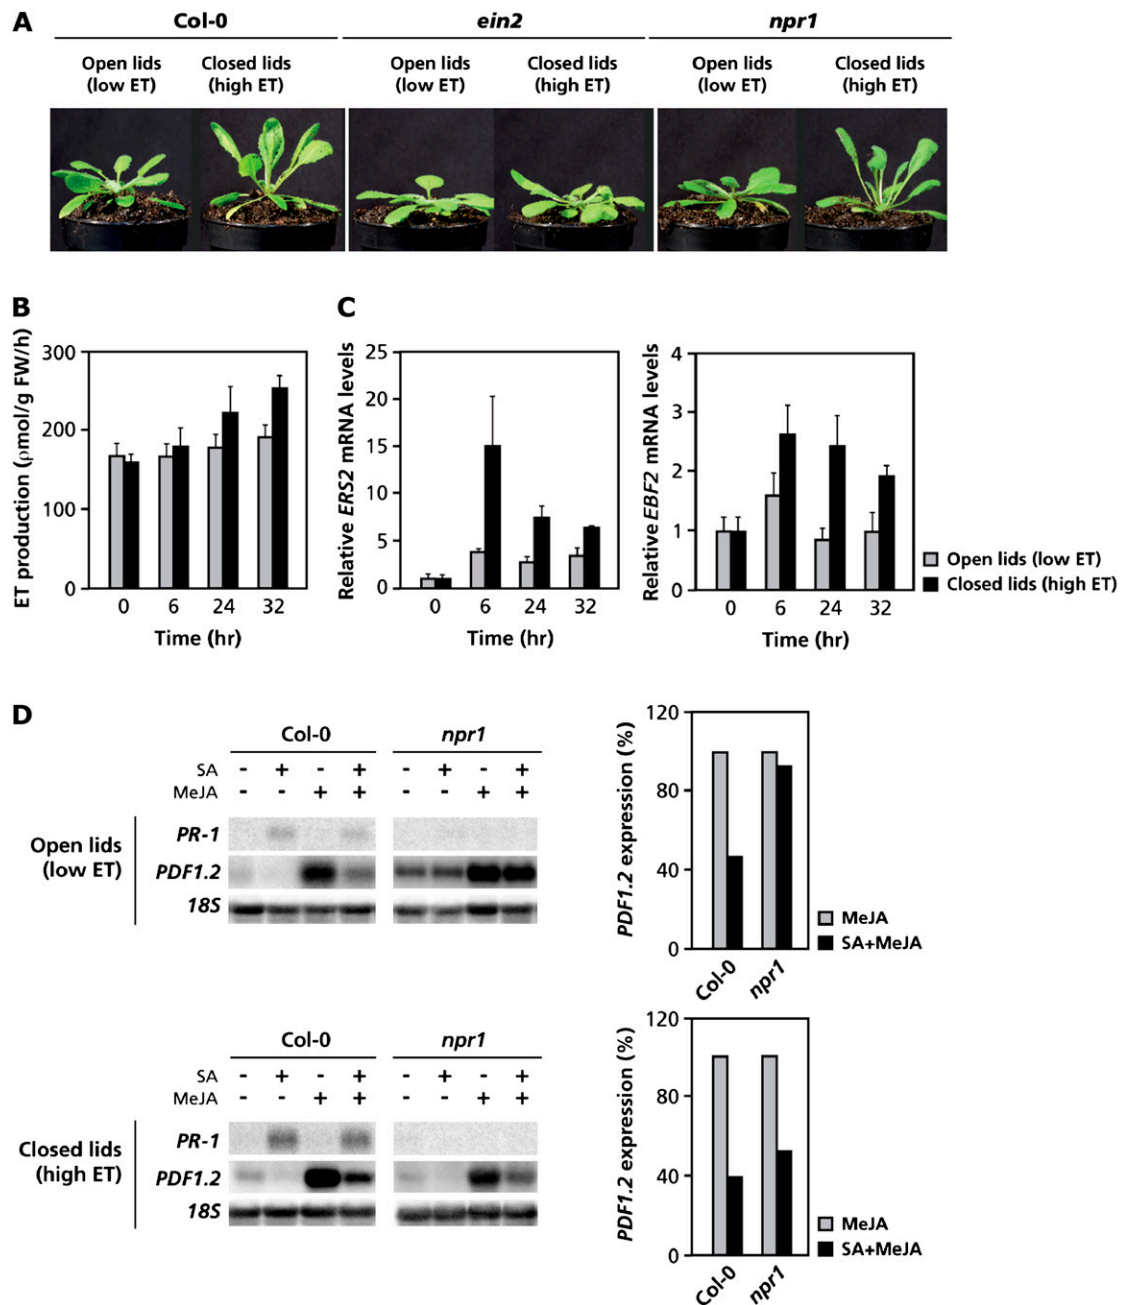 A
Col-0 ein2 npr1
Open lids (low ET) Closed lids (high ET) Open lids (low ET) Closed lids (high ET) Open lids (low ET) Closed lids (high ET)
B
ET production (ρmol/g FW/h)
300
200
100
0
0 6 24 32
Time (hr)
C
Relative ERS2 mRNA levels
25
20
15
10
5
0
0 6 24 32
Time (hr)
Relative EBF2 mRNA levels
4
3
2
1
0
0 6 24 32
Time (hr)
Open lids (low ET)
Closed lids (high ET)
D
Col-0 npr1
SA - + - + - + - +
MeJA - - + + - - + +
Open lids
(low ET)
PR-1
PDF1.2
18S
PDF1.2 expression (%)
120
80
40
0
Col-0 npr1
MeJA
SA+MeJA
Col-0 npr1
SA - + - + - + - +
MeJA - - + + - - + +
Closed lids
(high ET)
PR-1
PDF1.2
18S
PDF1.2 expression (%)
120
80
40
0
Col-0 npr1
MeJA
SA+MeJA